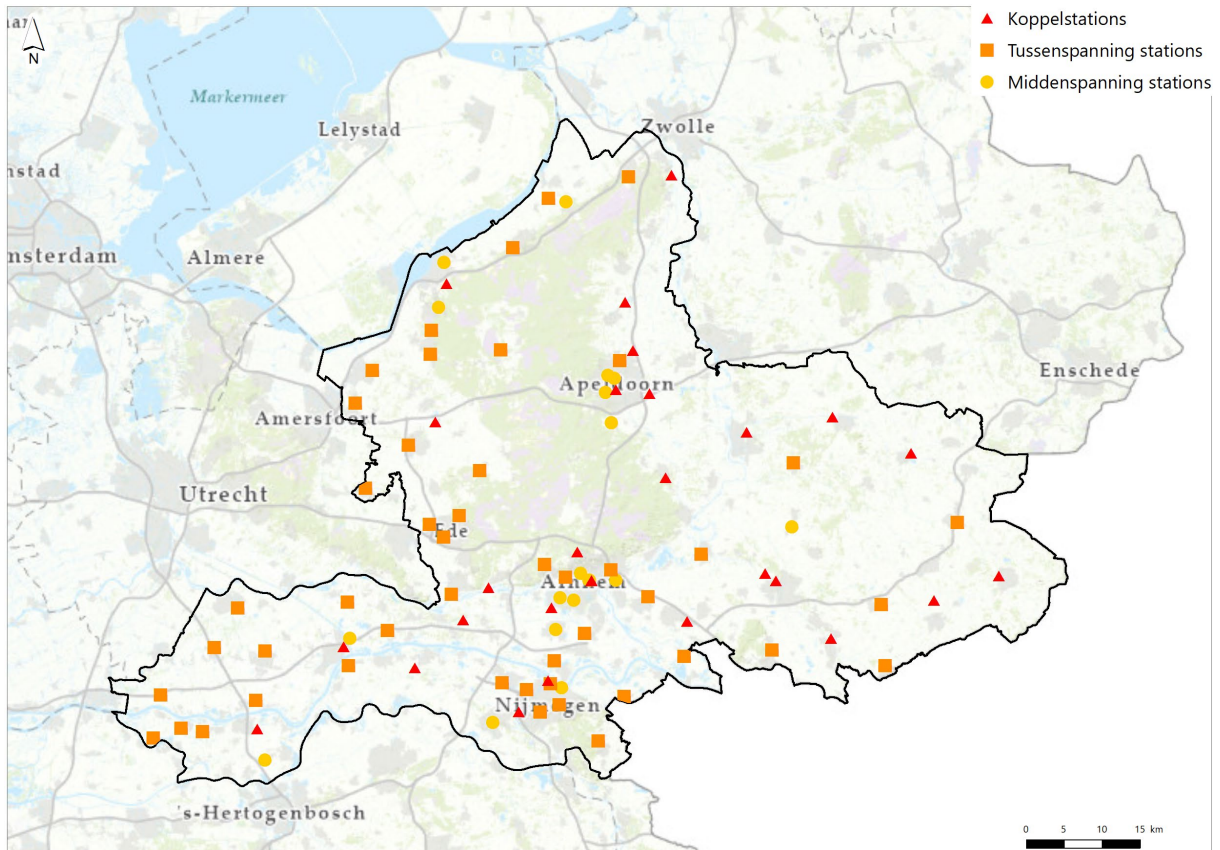 Koppelstations
N
Tussenspanning stations
Middenspanning stations
Markermeer
Lelystad
Zwolle
nstad
nsterdam
Almere
Apeldoorn
Enschede
Amersfoort
Utrecht
Ede
Arnhem
Nijmegen
's-Hertogenbosch
0 5 10 15 km